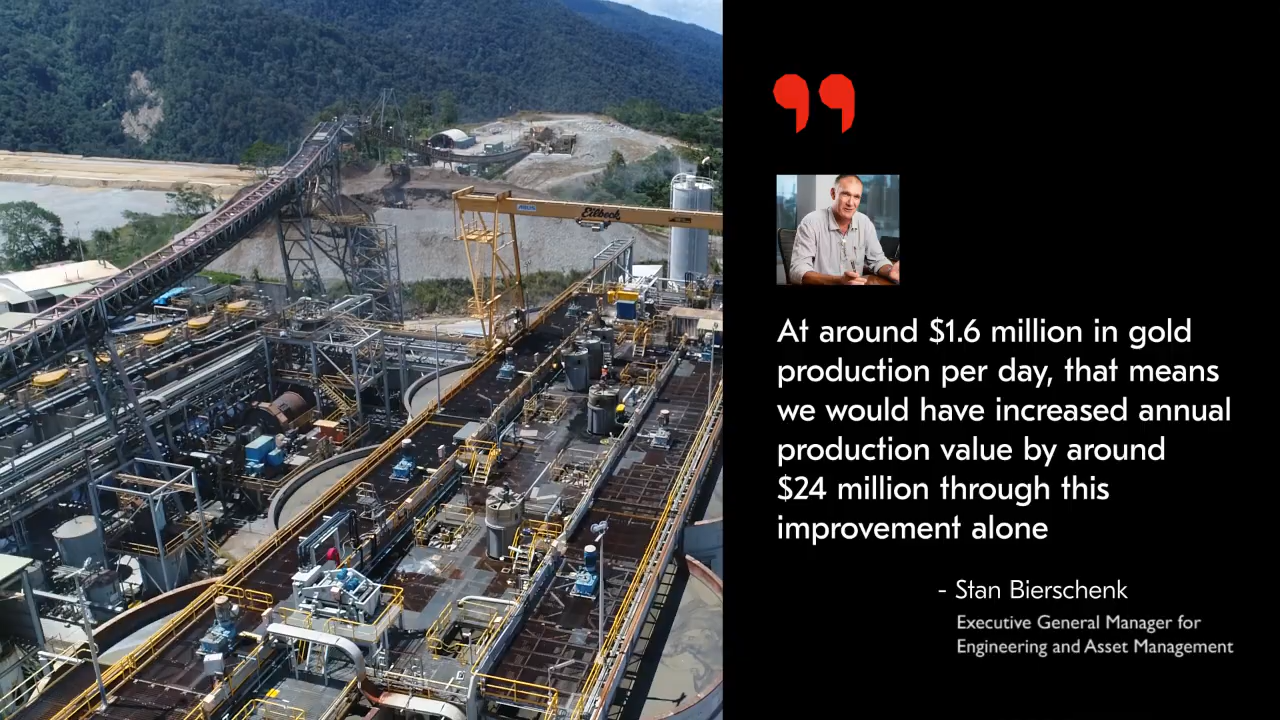 Eilbeck
At around $1.6 million in gold
production per day, that means
we would have increased annual
production value by around
$24 million through this
improvement alone
- Stan Bierschenk
Executive General Manager for
Engineering and Asset Management